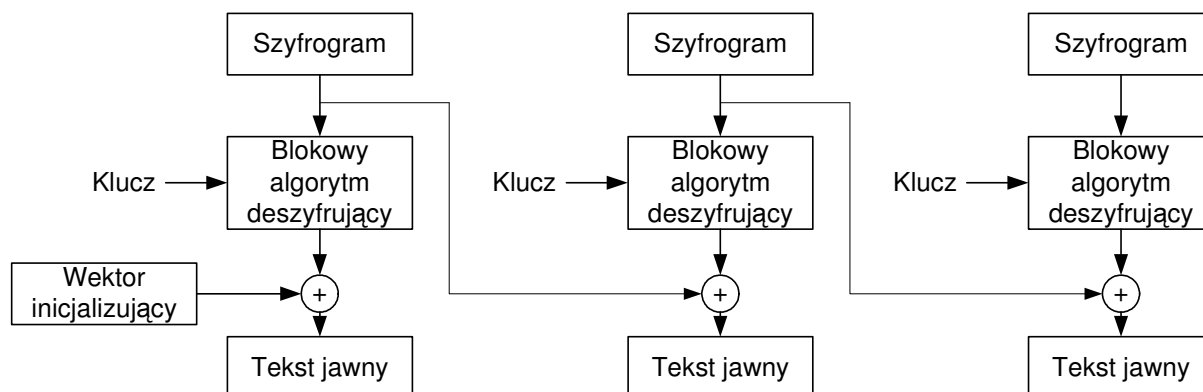 Szyfrogram
Szyfrogram
Szyfrogram
Klucz
Blokowy
algorytm
deszyfrujący
Klucz
Blokowy
algorytm
deszyfrujący
Klucz
Blokowy
algorytm
deszyfrujący
Wektor
inicjalizujący
+
+
+
Tekst jawny
Tekst jawny
Tekst jawny